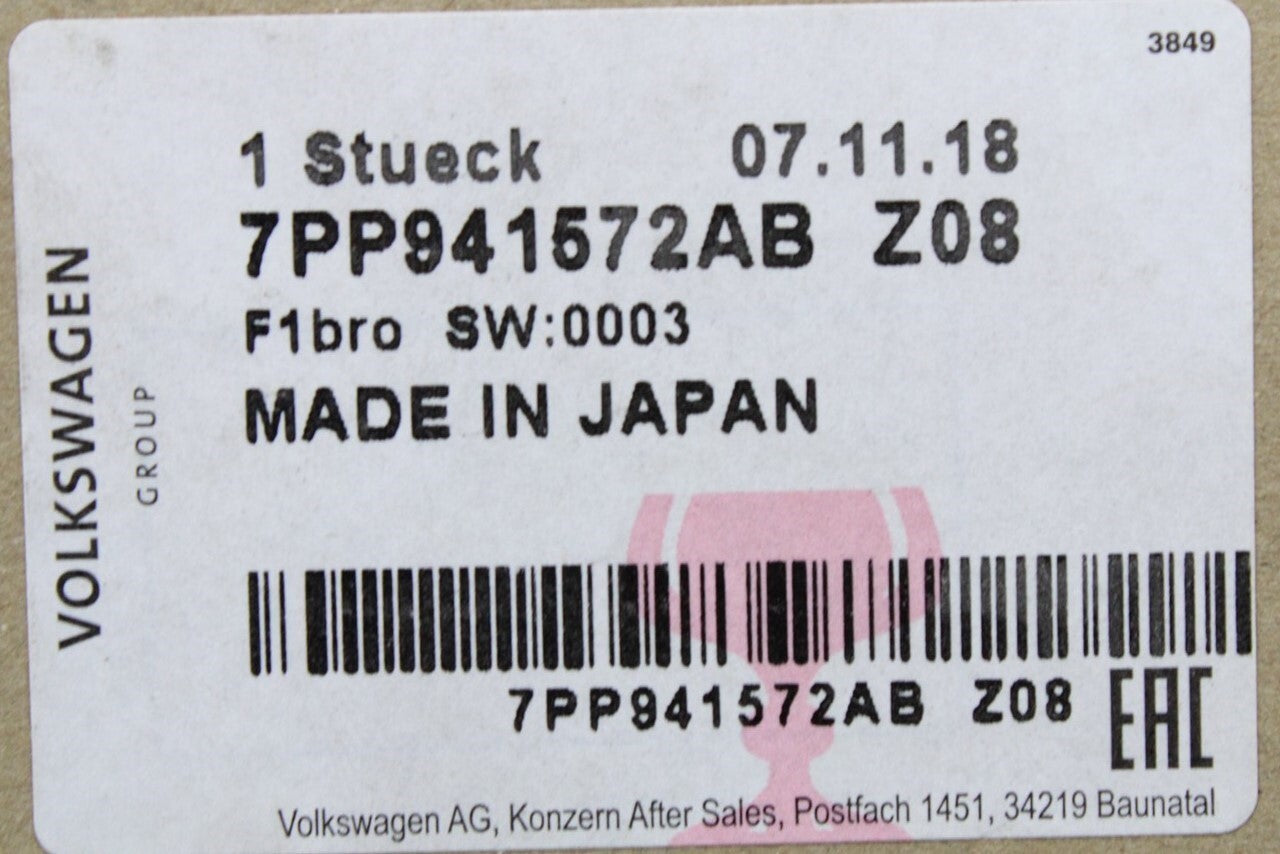 3849
1 Stueck 07.11.18
7PP941572AB Z08
F1bro SW:0003
MADE IN JAPAN
VOLKSWAGEN
GROUP
7PP941572AB Z08
EAC
Volkswagen AG, Konzern After Sales, Postfach 1451, 34219 Baunatal